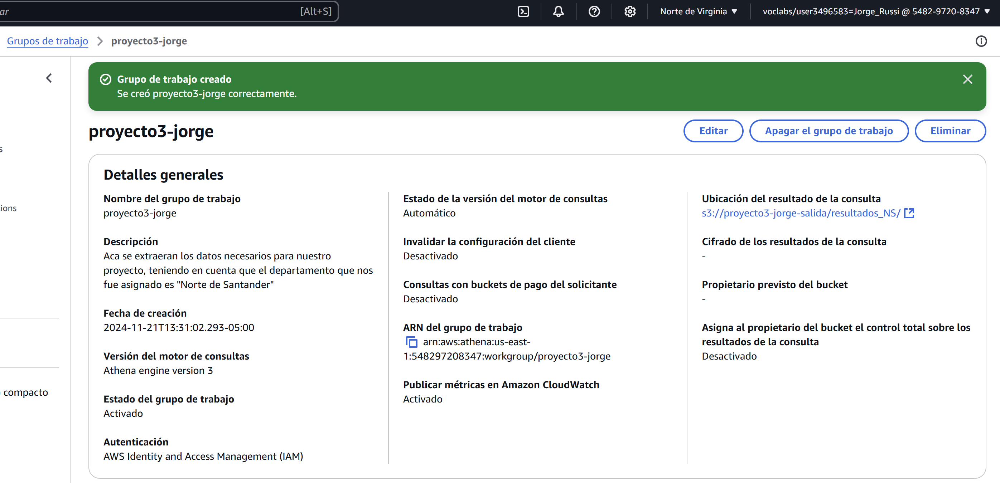 ar
[Alt+S]
Norte de Virginia
voclabs/user3496583=Jorge_Russi @ 5482-9720-8347
Grupos de trabajo
proyecto3-jorge
Grupo de trabajo creado
Se creó proyecto3-jorge correctamente.
proyecto3-jorge
Editar
Apagar el grupo de trabajo
Eliminar
s
ions
compacto
Detalles generales
Nombre del grupo de trabajo
proyecto3-jorge
Descripción
Aca se extraeran los datos necesarios para nuestro
proyecto, teniendo en cuenta que el departamento que nos
fue asignado es "Norte de Santander"
Fecha de creación
2024-11-21T13:31:02.293-05:00
Versión del motor de consultas
Athena engine version 3
Estado del grupo de trabajo
Activado
Autenticación
AWS Identity and Access Management (IAM)
Estado de la versión del motor de consultas
Automático
Invalidar la configuración del cliente
Desactivado
Consultas con buckets de pago del solicitante
Desactivado
ARN del grupo de trabajo
arn:aws:athena:us-east-
1:548297208347:workgroup/proyecto3-jorge
Publicar métricas en Amazon CloudWatch
Activado
Ubicación del resultado de la consulta
s3://proyecto3-jorge-salida/resultados_NS/
Cifrado de los resultados de la consulta
-
Propietario previsto del bucket
-
Asigna al propietario del bucket el control total sobre los
resultados de la consulta
Desactivado